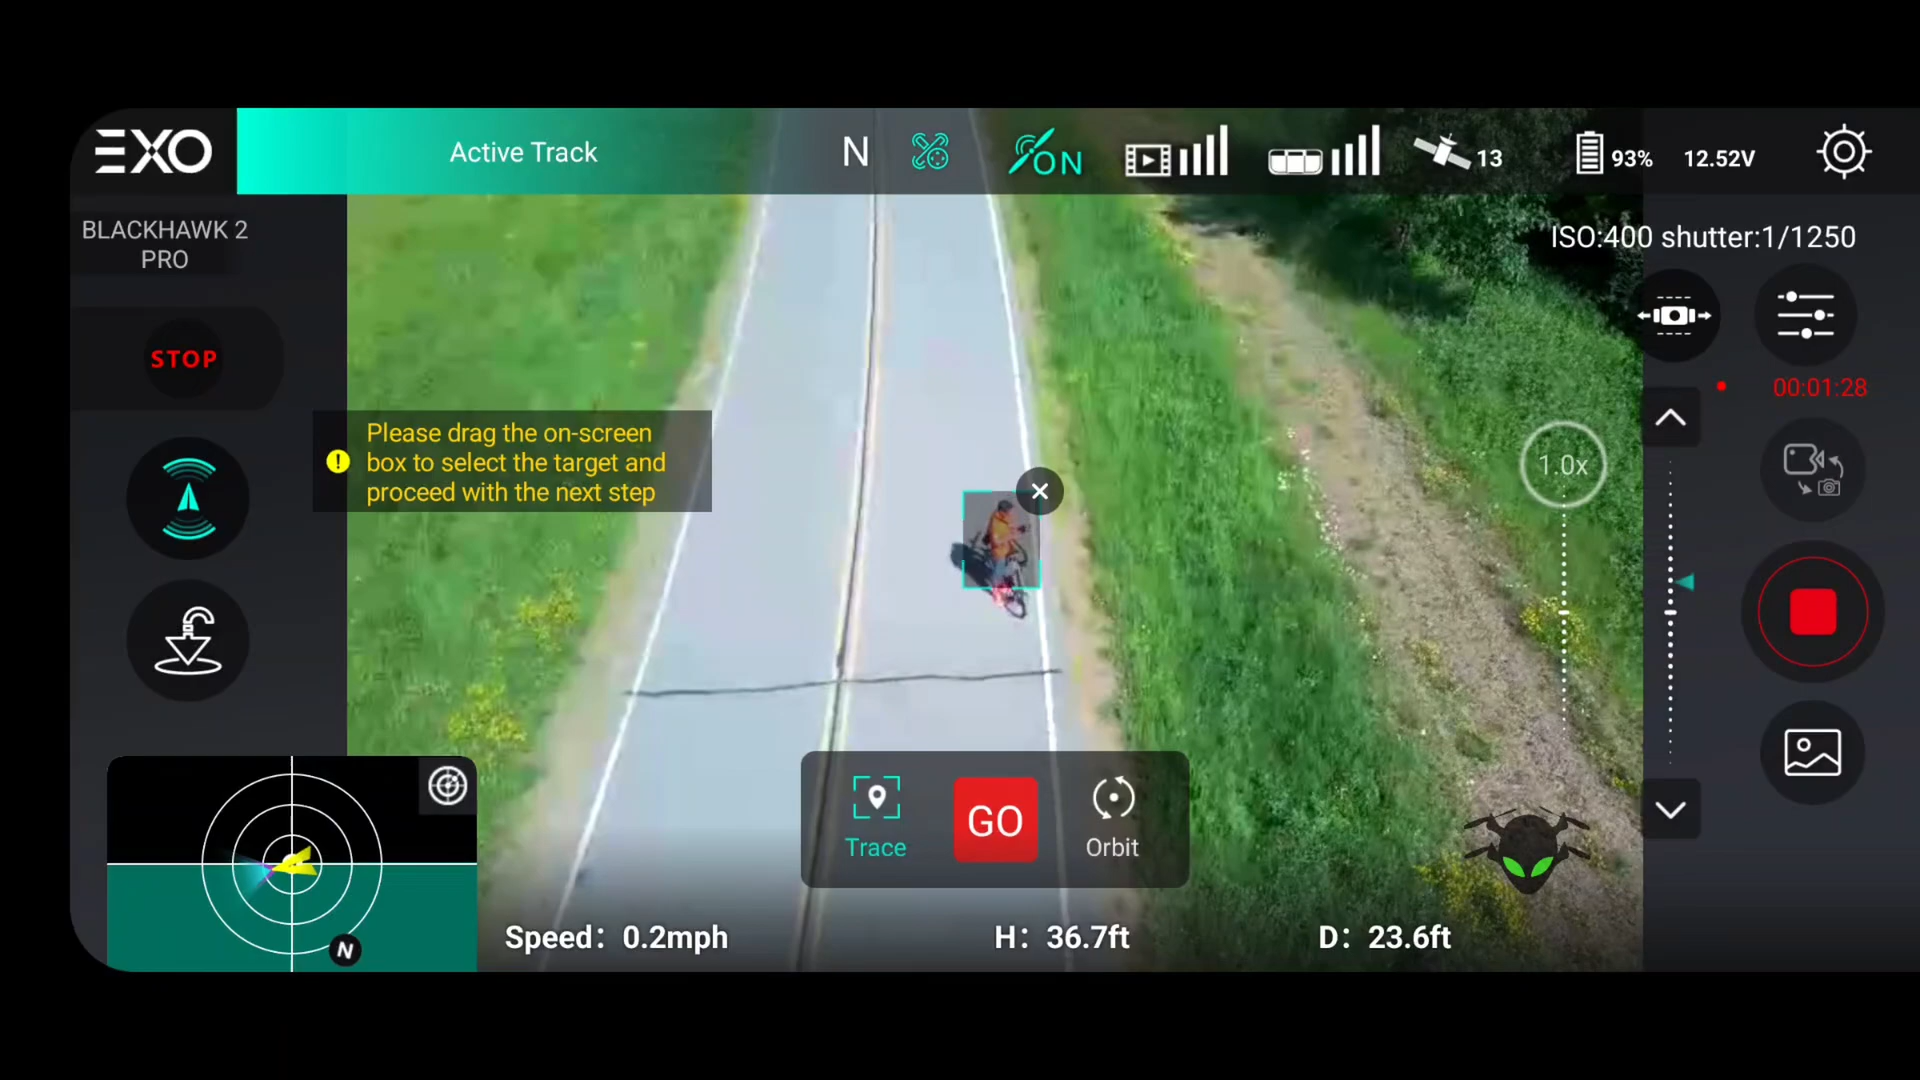 EXO
Active Track
N
ON
13
93%
12.52V
BLACKHAWK 2
PRO
ISO:400 shutter:1/1250
STOP
00:01:28
Please drag the on-screen
box to select the target and
proceed with the next step
1.0x
Trace
GO
Orbit
N
Speed: 0.2mph
H: 36.7ft
D: 23.6ft